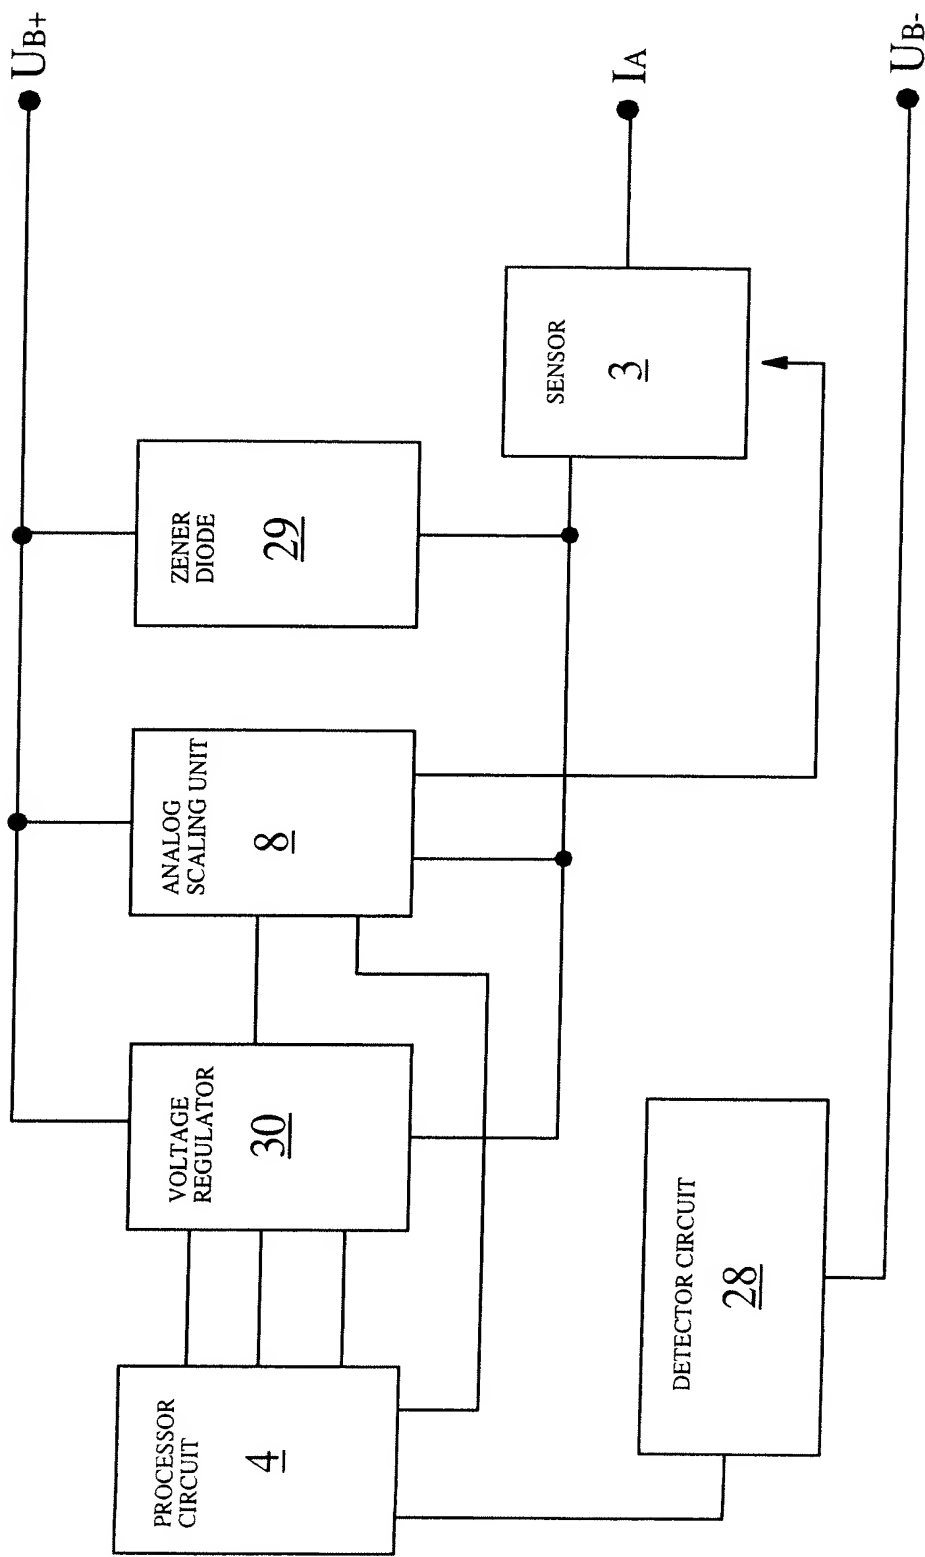 UB+
PROCESSOR
CIRCUIT
4
VOLTAGE
REGULATOR
30
ANALOG
SCALING UNIT
8
ZENER
DIODE
29
SENSOR
3
IA
DETECTOR CIRCUIT
28
UB-